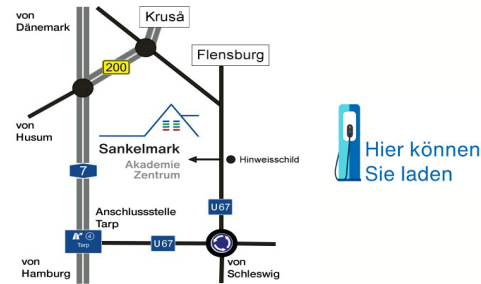 von
Dänemark
Kruså
200
Flensburg
von
Husum
Sankelmark
Akademie
Zentrum
Hinweisschild
7
U67
Anschlussstelle
Tarp
4
Tarp
U67
von
Hamburg
von
Schleswig
Hier können
Sie laden